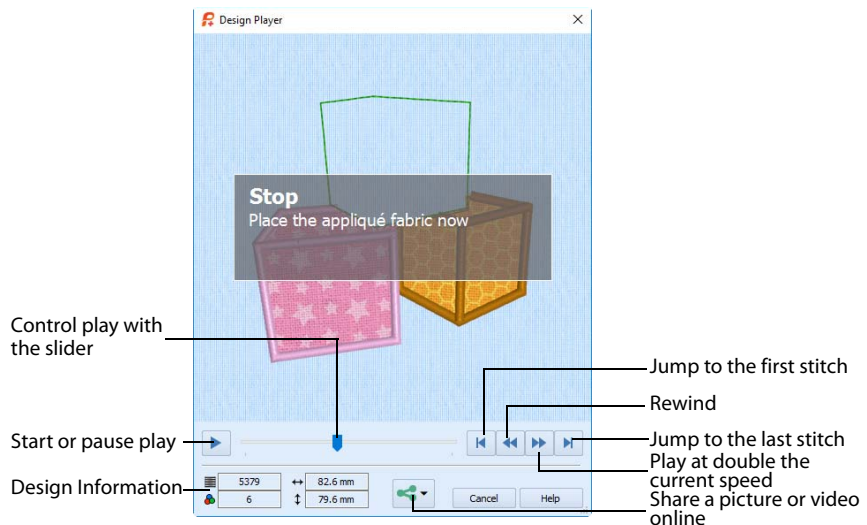 Design Player
Stop
Place the appliqué fabric now
Control play with
the slider
Jump to the first stitch
Rewind
Start or pause play
Jump to the last stitch
Play at double the
current speed
Design Information
5379
82.6 mm
6
79.6 mm
Cancel
Help
Share a picture or video
online